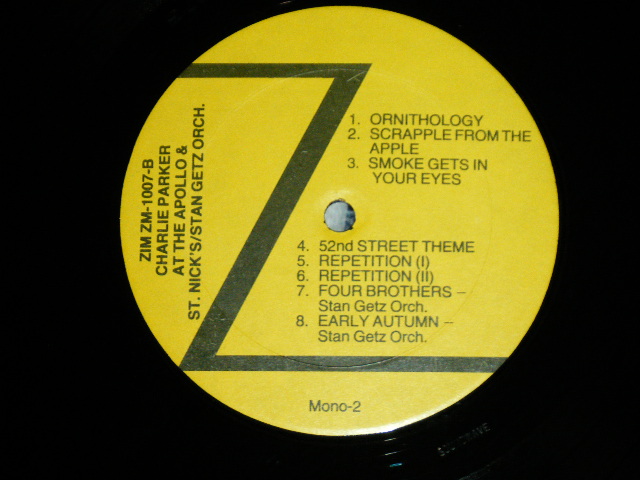 ZIM ZM-1007-B
CHARLIE PARKER
AT THE APOLLO &
ST. NICK'S/STAN GETZ ORCH.
1. ORNITHOLOGY
2. SCRAPPLE FROM THE
APPLE
3. SMOKE GETS IN
YOUR EYES
4. 52nd STREET THEME
5. REPETITION (I)
6. REPETITION (II)
7. FOUR BROTHERS –
Stan Getz Orch.
8. EARLY AUTUMN –
Stan Getz Orch.
Mono-2